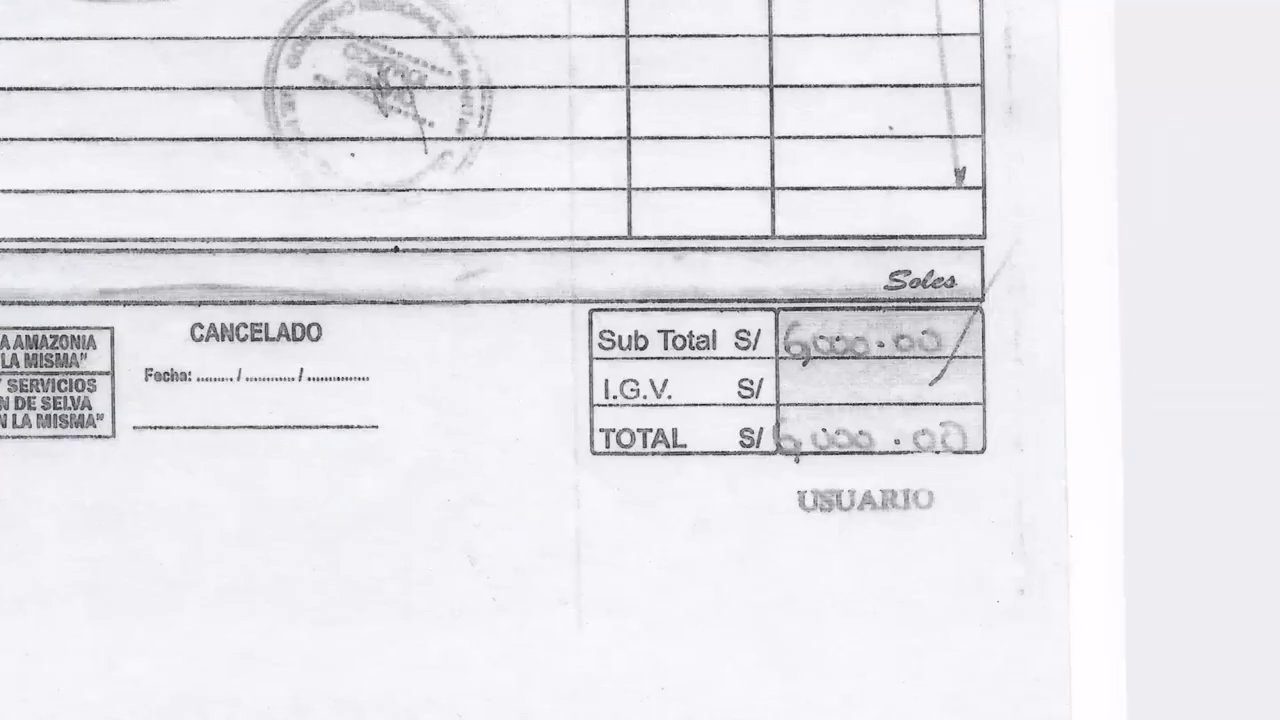 Soles
A AMAZONIA
LA MISMA"
Y SERVICIOS
N DE SELVA
N LA MISMA"
CANCELADO
Fecha: ........ / ........... / ..............
Sub Total S/ 6,000.00
I.G.V. S/
TOTAL S/ 6,000.00
USUARIO